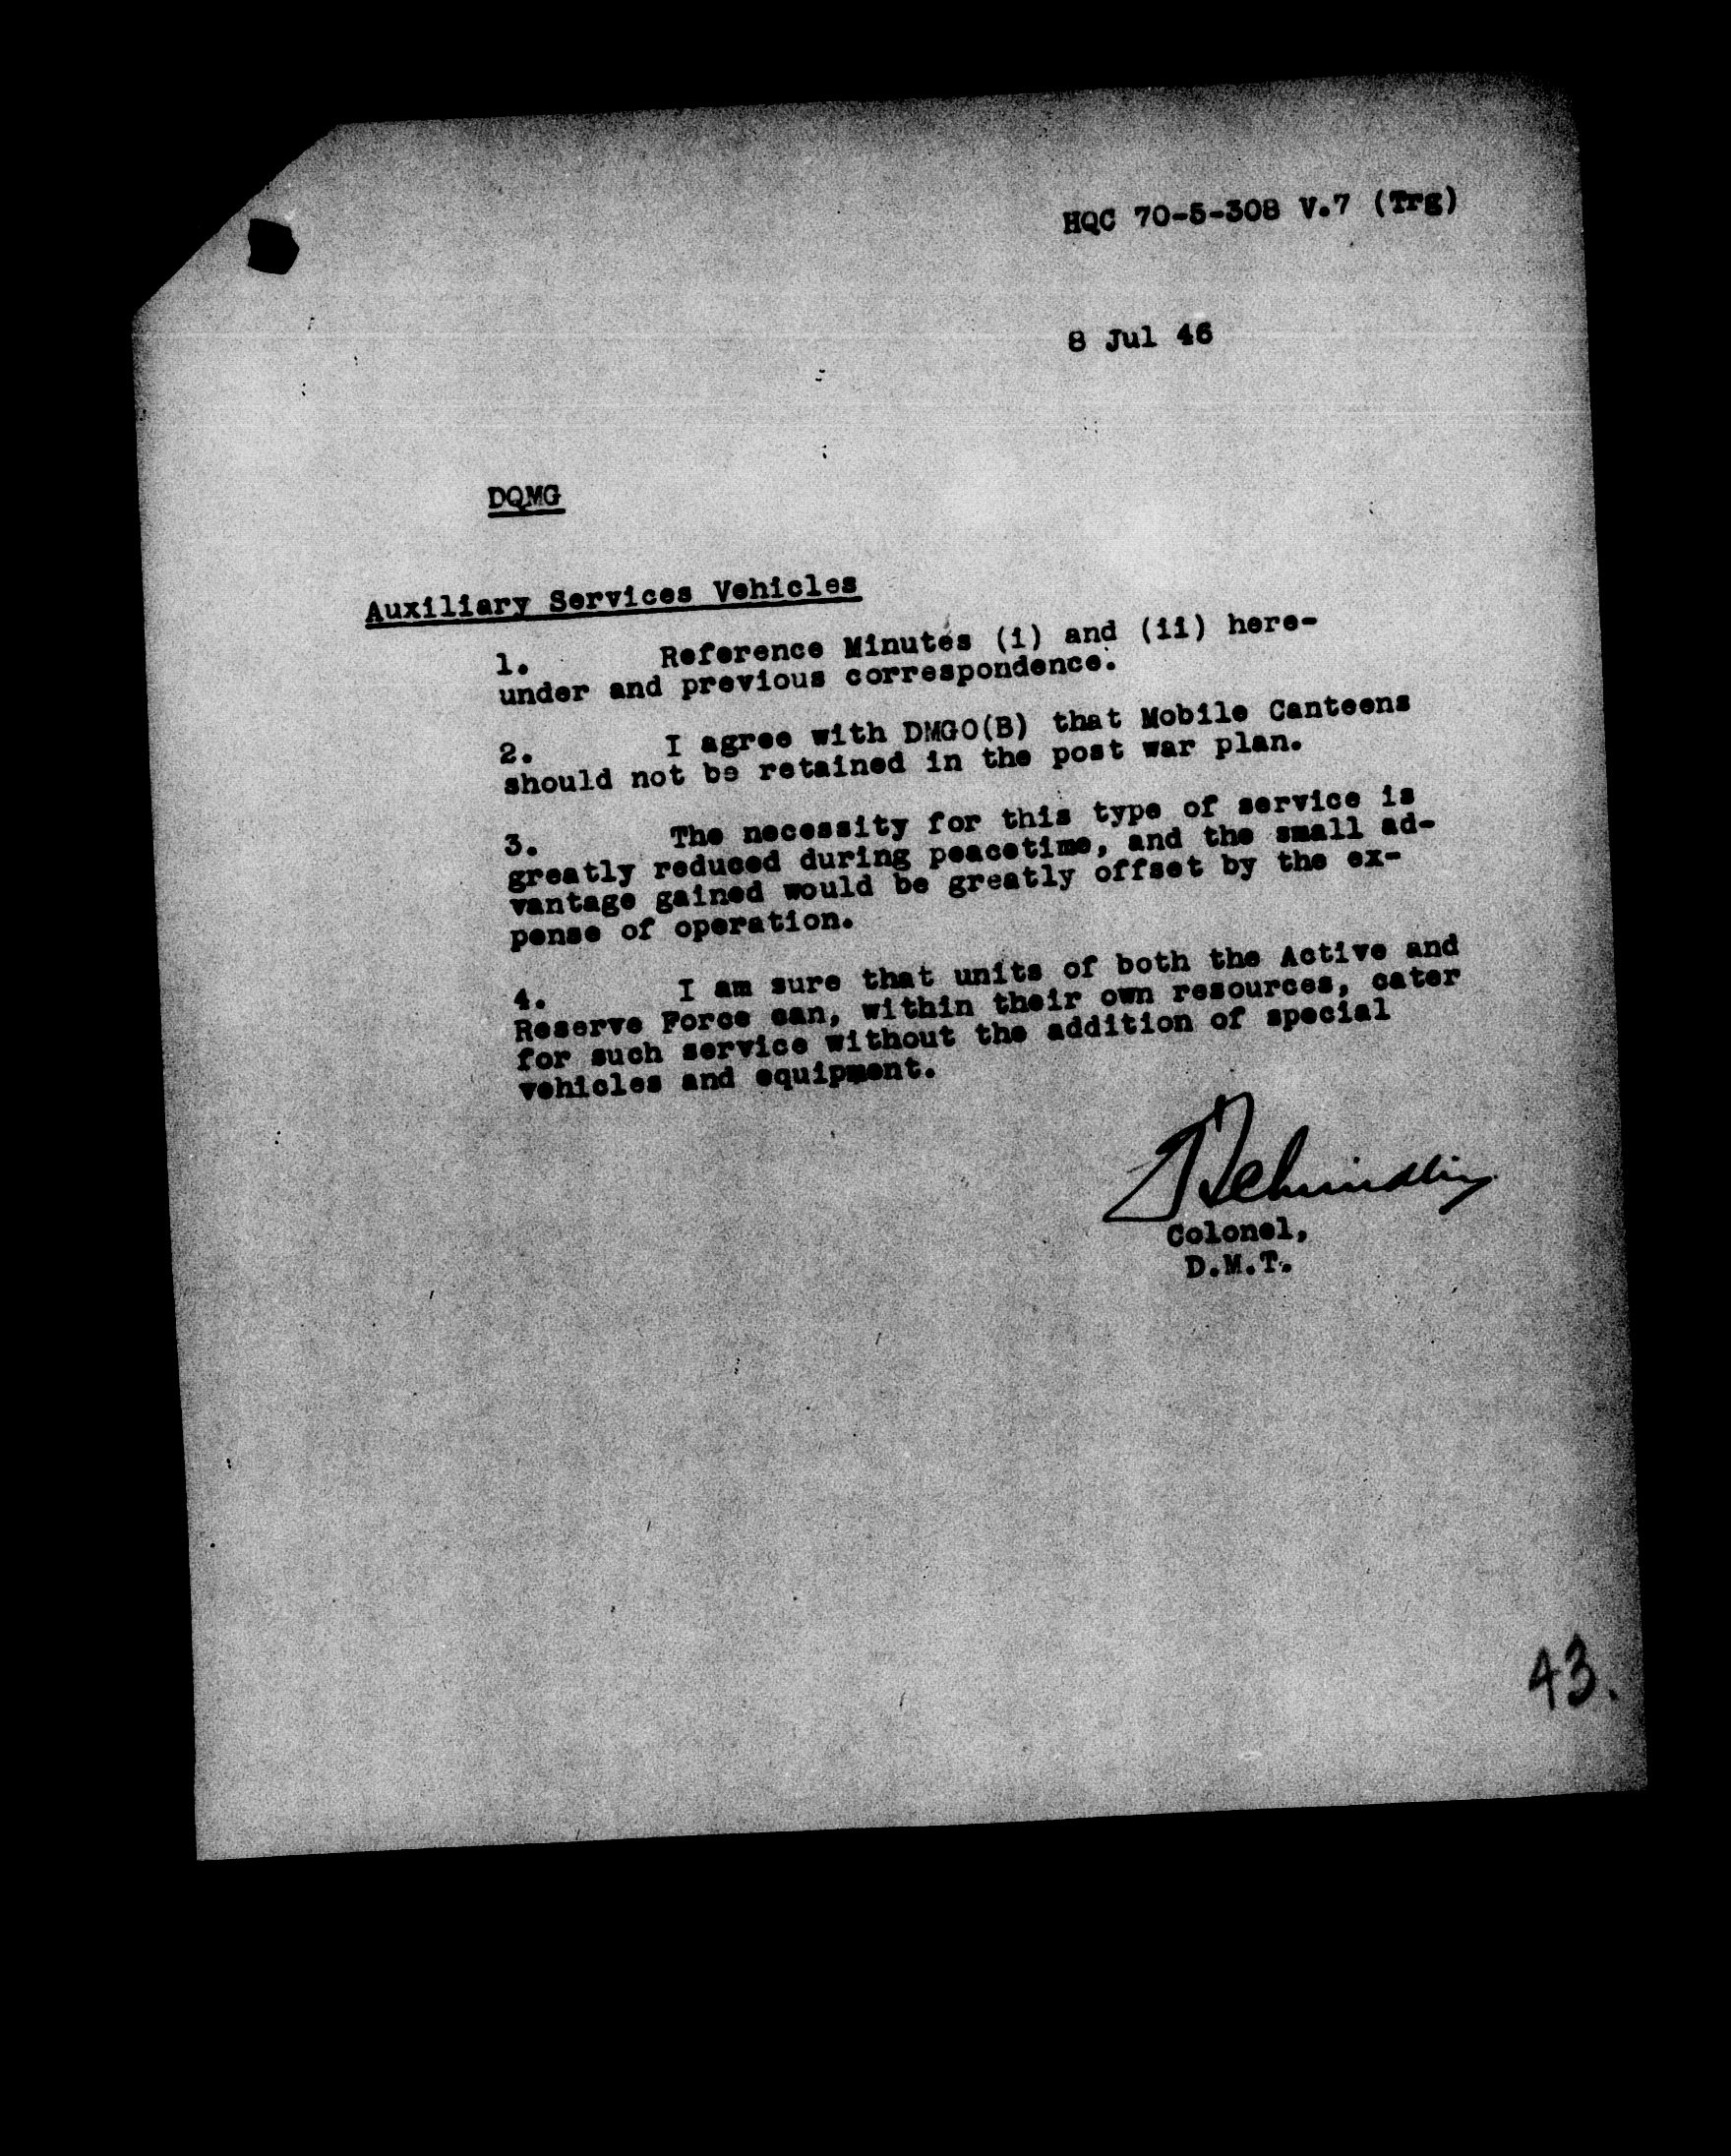 HQC 70-5-308 V.7 (Trg)
8 Jul 46
DQMG
Auxiliary Services Vehicles
1. Reference Minutes (i) and (ii) here-
under and previous correspondence.
2. I agree with DMGO(B) that Mobile Canteens
should not be retained in the post war plan.
3. The necessity for this type of service is
greatly reduced during peacetime, and the small ad-
vantage gained would be greatly offset by the ex-
pense of operation.
4. I am sure that units of both the Active and
Reserve Force can, within their own resources, cater
for such service without the addition of special
vehicles and equipment.
Colonel,
D.M.T.
43.